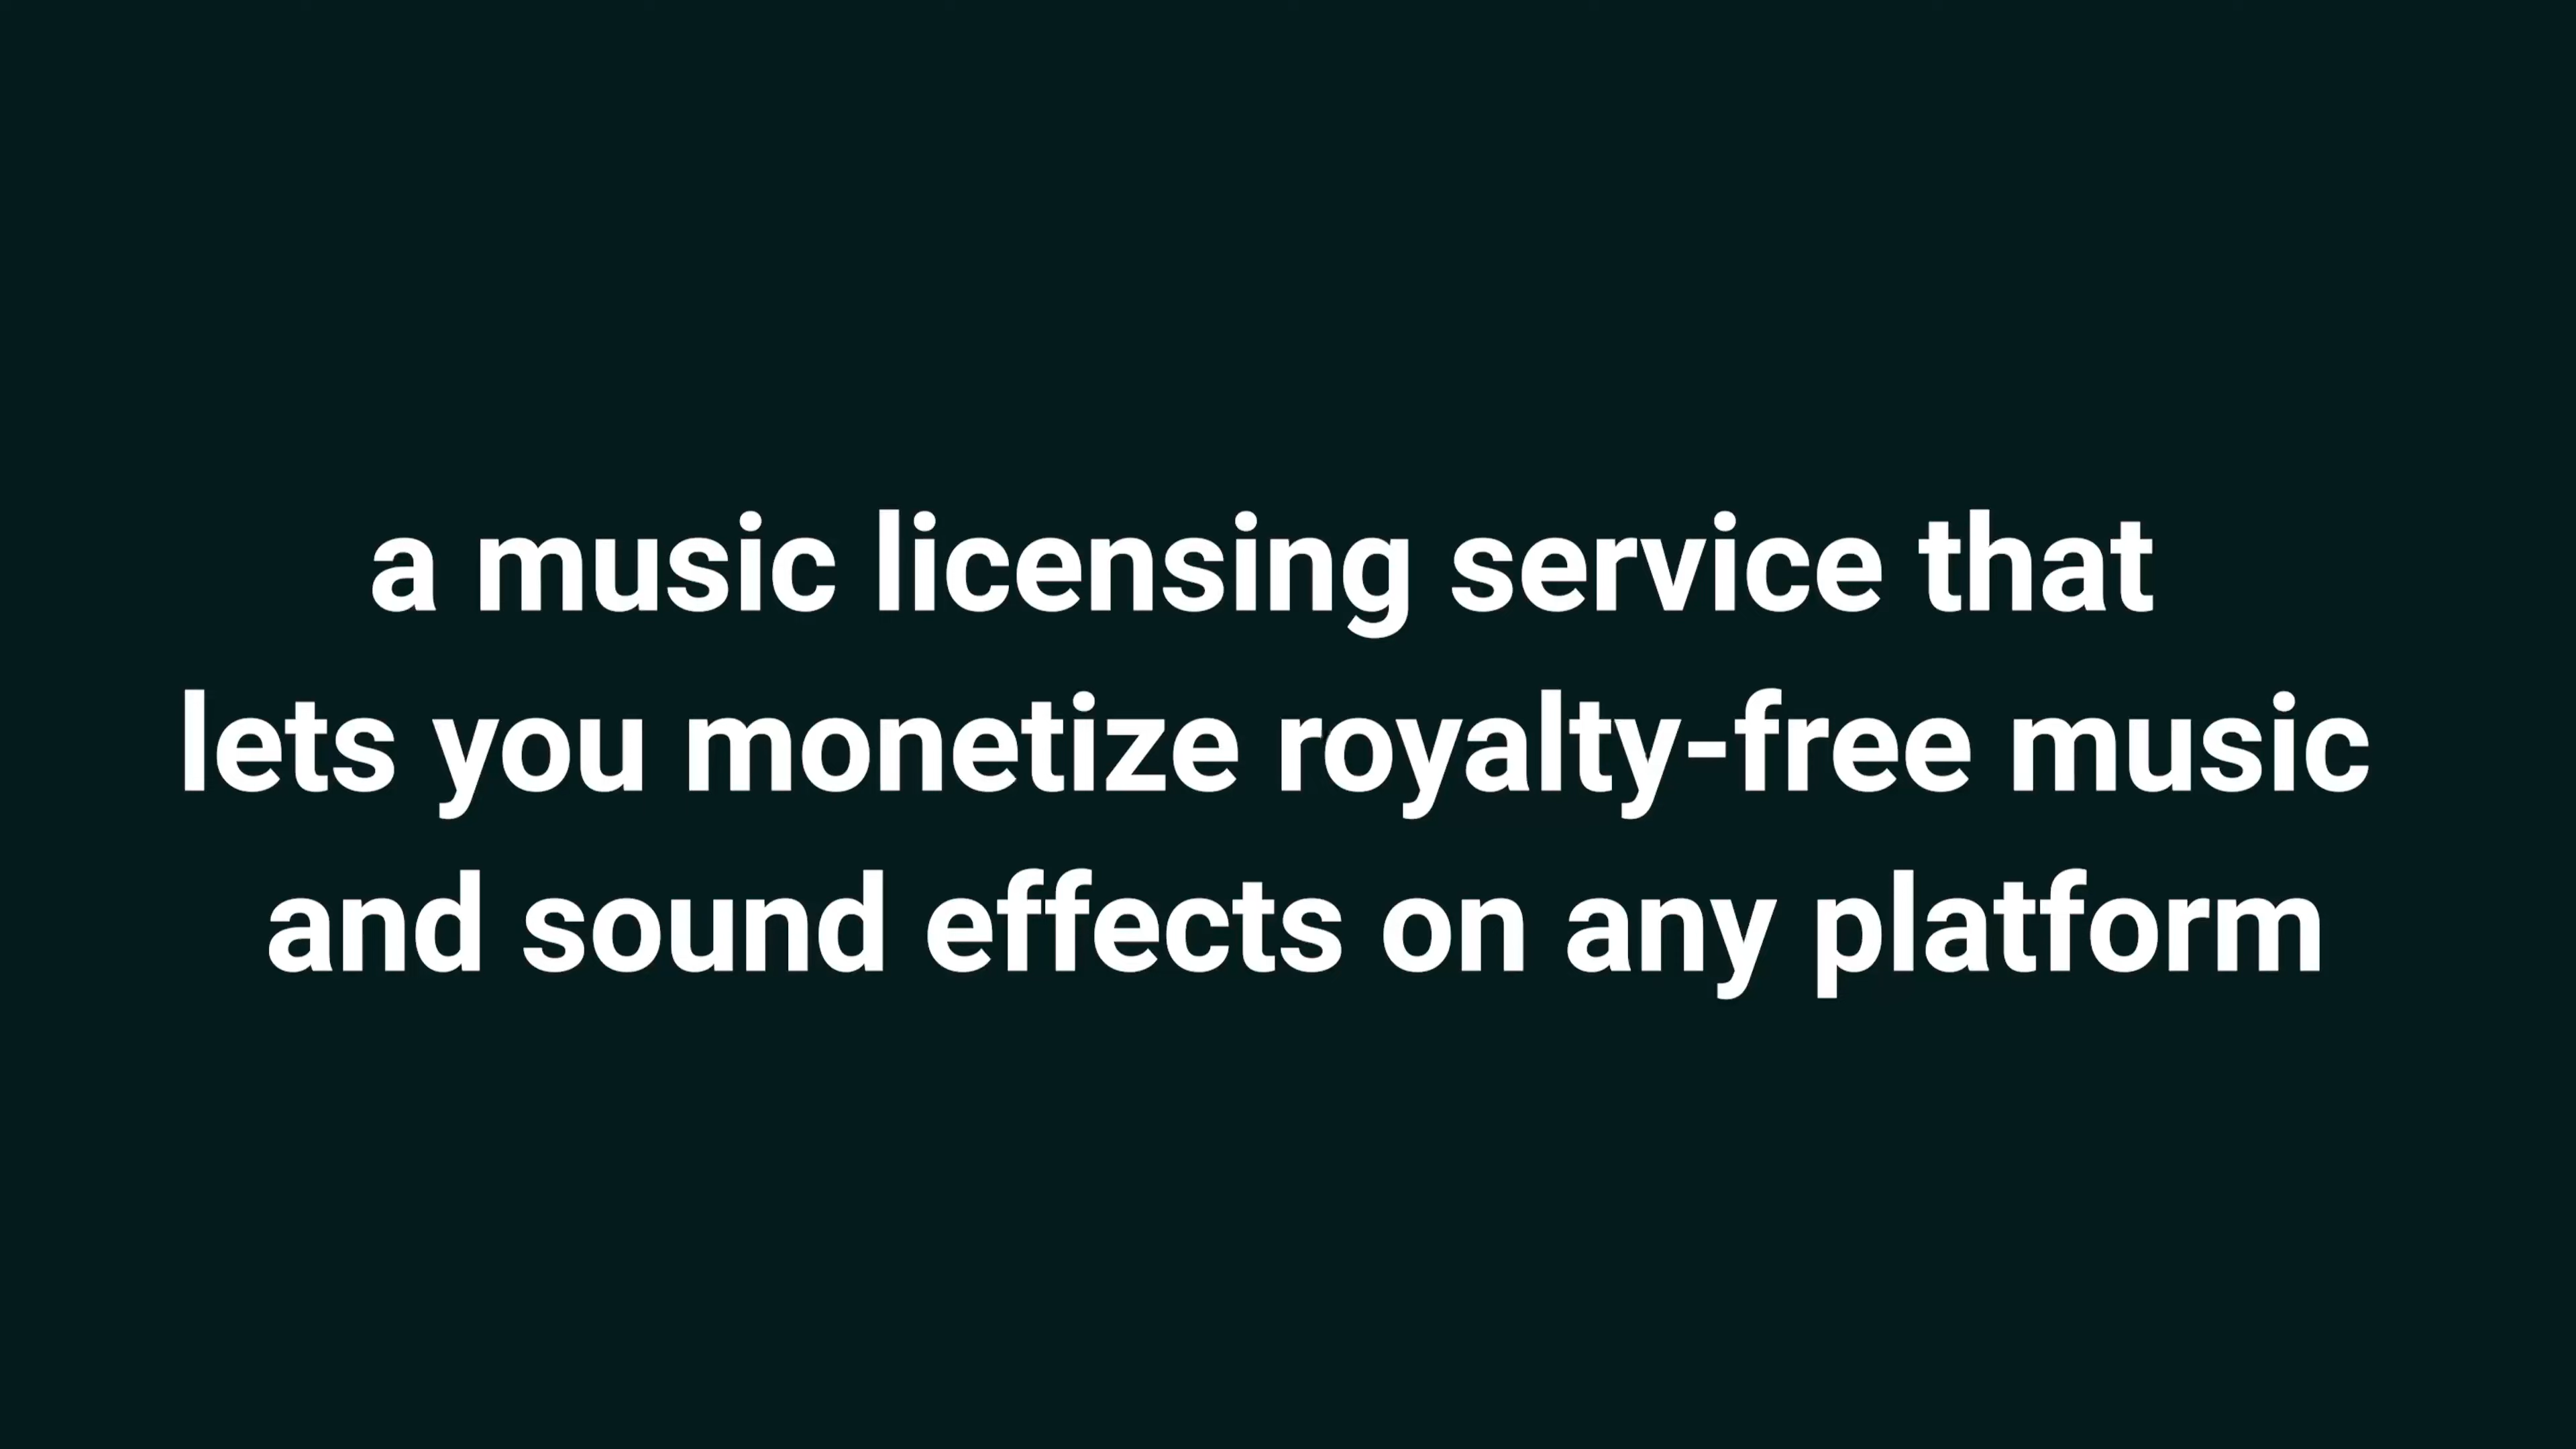 a music licensing service that
lets you monetize royalty-free music
and sound effects on any platform